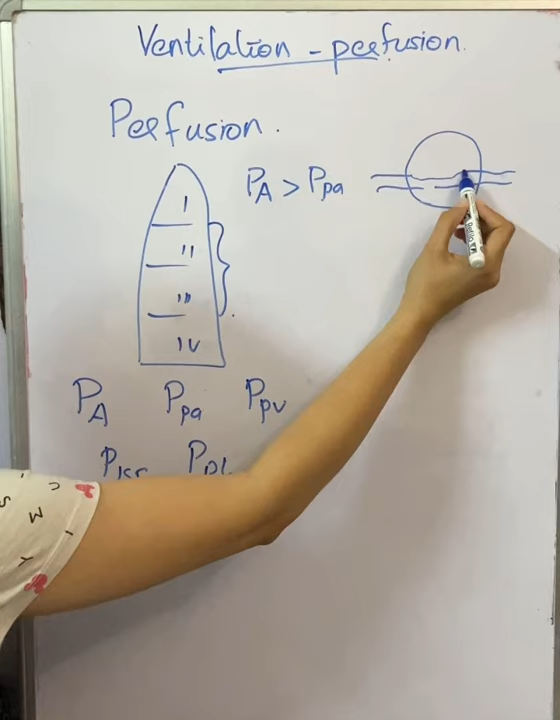 Ventilation - perfusion.
Perfusion.
I
II
III
IV
PA > Ppa
PA Ppa Ppv